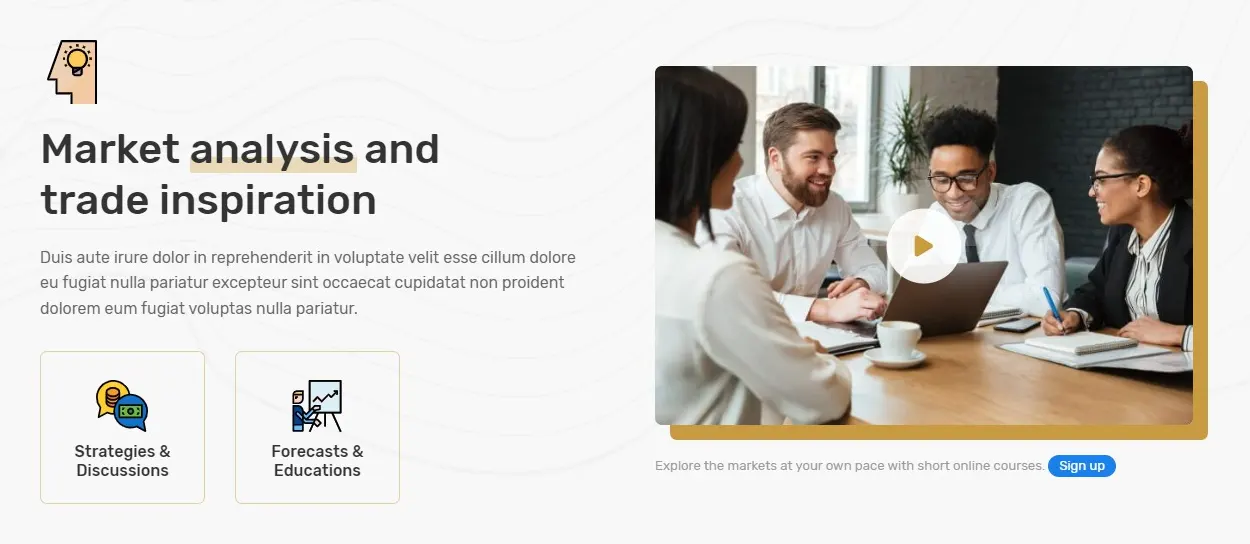 Market analysis and
trade inspiration
Duis aute irure dolor in reprehenderit in voluptate velit esse cillum dolore
eu fugiat nulla pariatur excepteur sint occaecat cupidatat non proident
dolorem eum fugiat voluptas nulla pariatur.
Strategies &
Discussions
Forecasts &
Educations
Explore the markets at your own pace with short online courses. Sign up